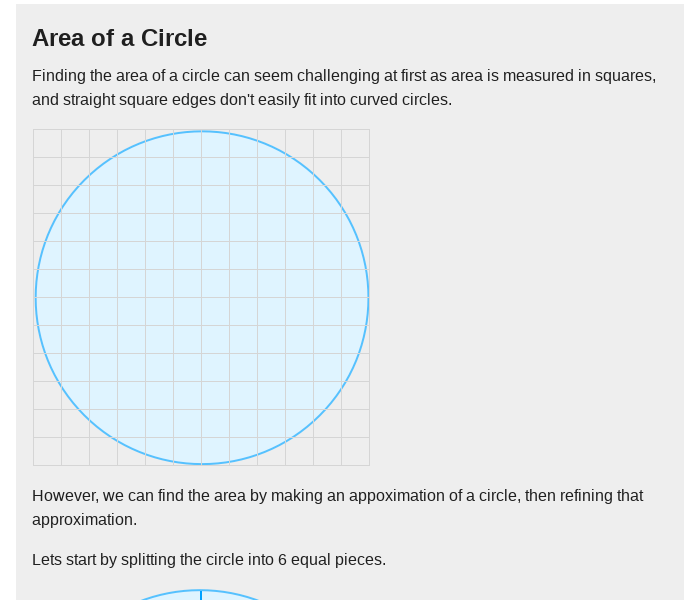 Area of a Circle
Finding the area of a circle can seem challenging at first as area is measured in squares,
and straight square edges don't easily fit into curved circles.
However, we can find the area by making an appoximation of a circle, then refining that
approximation.
Lets start by splitting the circle into 6 equal pieces.